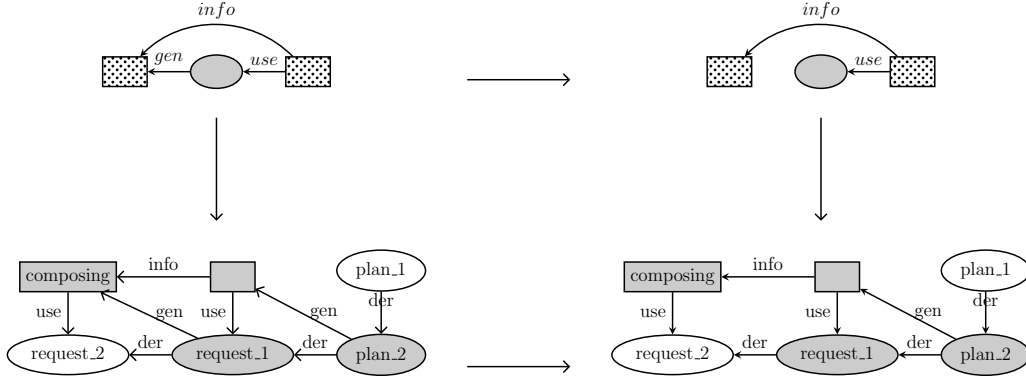 info
gen
use
info
use
composing
info
plan_1
use
use
gen
der
request_2
der
request_1
der
plan_2
composing
info
plan_1
use
use
gen
der
request_2
der
request_1
der
plan_2